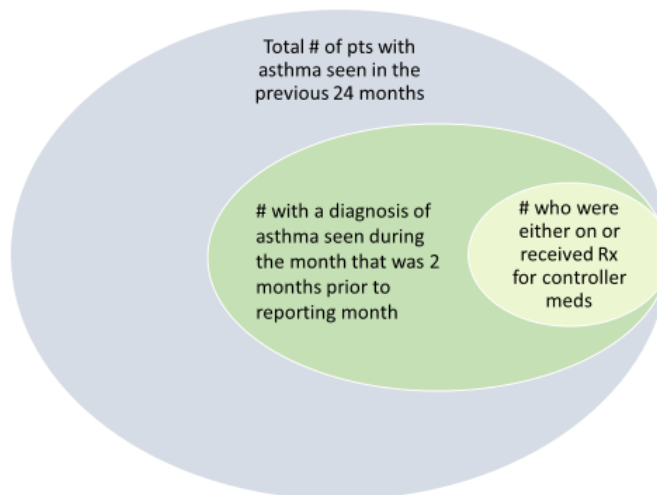 Total # of pts with
asthma seen in the
previous 24 months
# with a diagnosis of
asthma seen during
the month that was 2
months prior to
reporting month
# who were
either on or
received Rx
for controller
meds